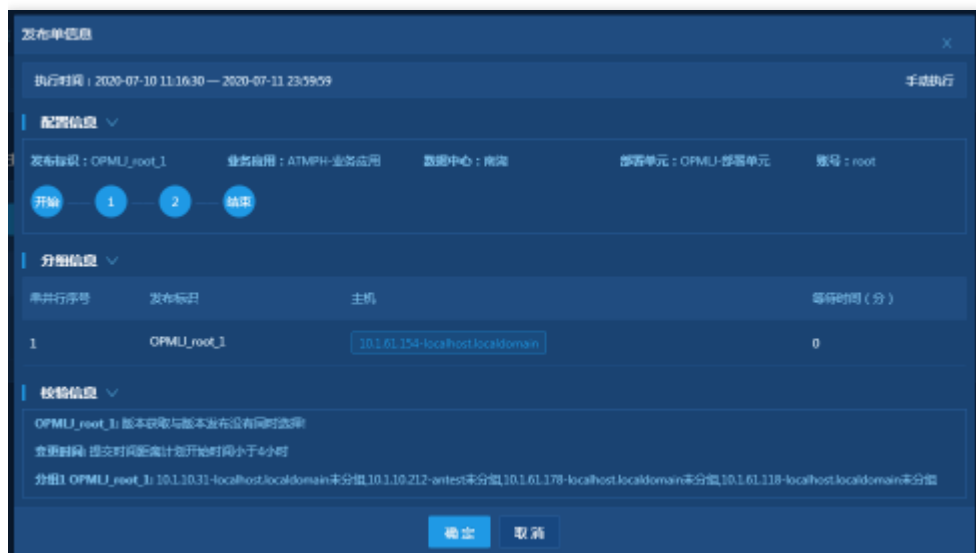 发布单信息
x
执行时间：2020-07-10 11:16:30 — 2020-07-11 23:59:59 手动执行
配置信息
发布标识：OPMLI_root_1 业务应用：ATMPH-业务应用 数据中心：南湖 部署单元：OPMLI-部署单元 账号：root
开始 1 2 结束
分组信息
串并行序号 发布标识 主机 等待时间（分）
1 OPMLI_root_1 10.1.61.154-localhost.localdomain 0
校验信息
OPMLI_root_1: 版本获取与版本发布没有同时选择!
变更时间: 提交时间距离计划开始时间小于4小时
分组1 OPMLI_root_1: 10.1.10.31-localhost.localdomain未分组,10.1.10.212-antest未分组,10.1.61.178-localhost.localdomain未分组,10.1.61.118-localhost.localdomain未分组
确定 取消